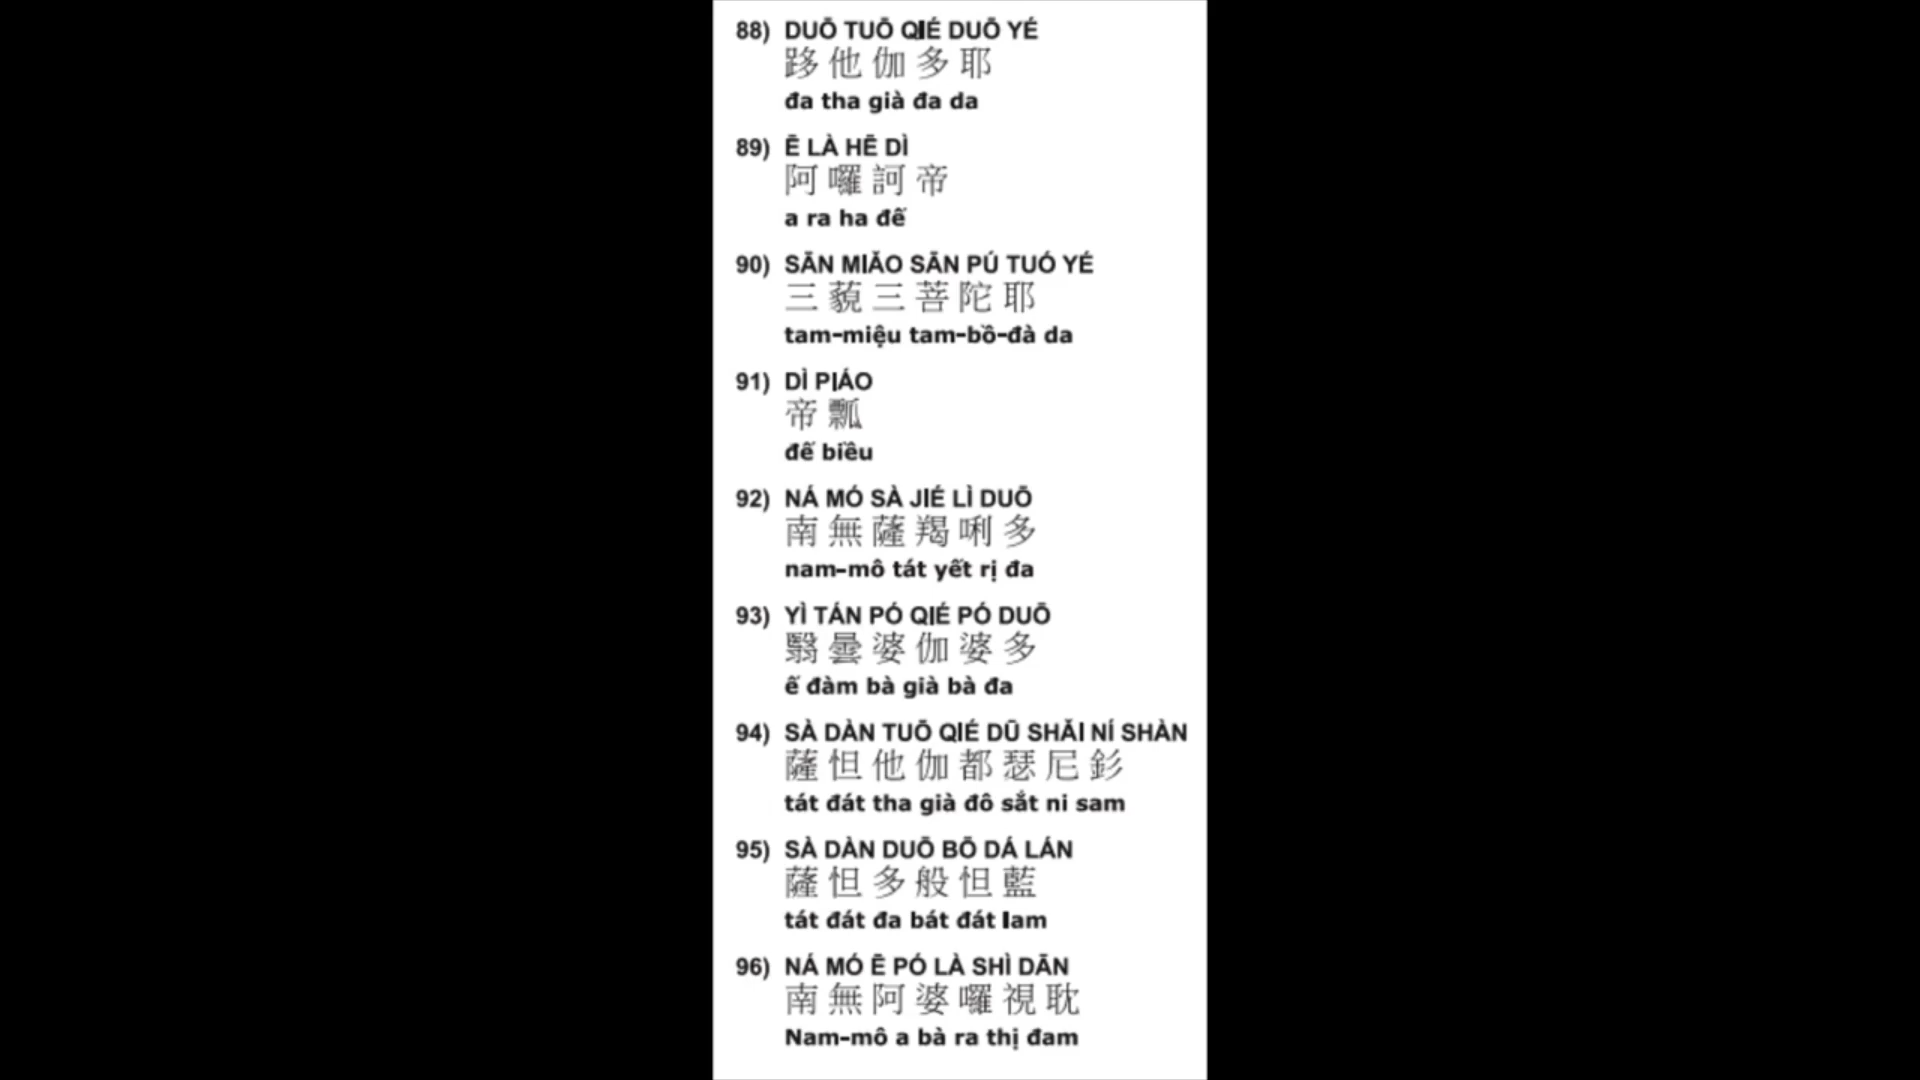 88) DUŌ TUŌ QIÉ DUŌ YÉ
跢他伽多耶
đa tha già đa da
89) Ē LÀ HĒ DÌ
阿囉訶帝
a ra ha đế
90) SĀN MIǍO SĀN PÚ TUÓ YÉ
三藐三菩陀耶
tam-miệu tam-bồ-đà da
91) DÌ PIÁO
帝瓢
đế biều
92) NÁ MÓ SÀ JIÉ LÌ DUŌ
南無薩羯唎多
nam-mô tát yết rị đa
93) YÌ TÁN PÓ QIÉ PÓ DUŌ
翳曇婆伽婆多
ế đàm bà già bà đa
94) SÀ DÀN TUŌ QIÉ DŪ SHǍI NÍ SHÀN
薩怛他伽都瑟尼釤
tát đát tha già đô sắt ni sam
95) SÀ DÀN DUŌ BŌ DÁ LÁN
薩怛多般怛藍
tát đát đa bát đát lam
96) NÁ MÓ Ē PÓ LÀ SHÌ DĀN
南無阿婆囉視耽
Nam-mô a bà ra thị đam